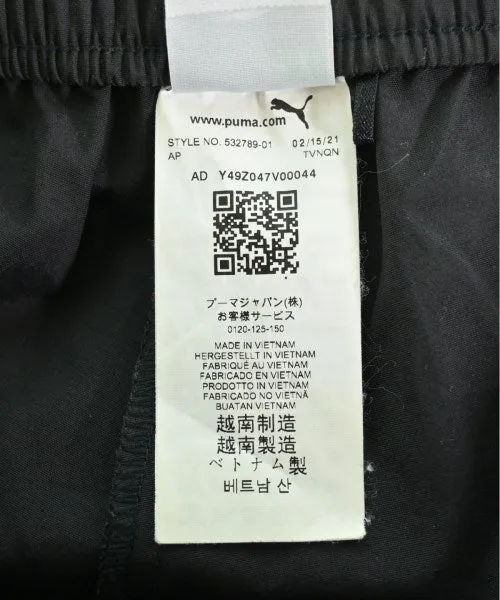 www.puma.com
STYLE NO. 532789-01 02/15/21
AP TVNQN
AD Y49Z047V00044
プーマジャパン(株)
お客様サービス
0120-125-150
MADE IN VIETNAM
HERGESTELLT IN VIETNAM
FABRIQUÉ AU VIETNAM
FABRICADO EN VIETNAM
PRODOTTO IN VIETNAM
FABRICADO NO VIETNÃ
BUATAN VIETNAM
越南制造
越南製造
ベトナム製
베트남 산